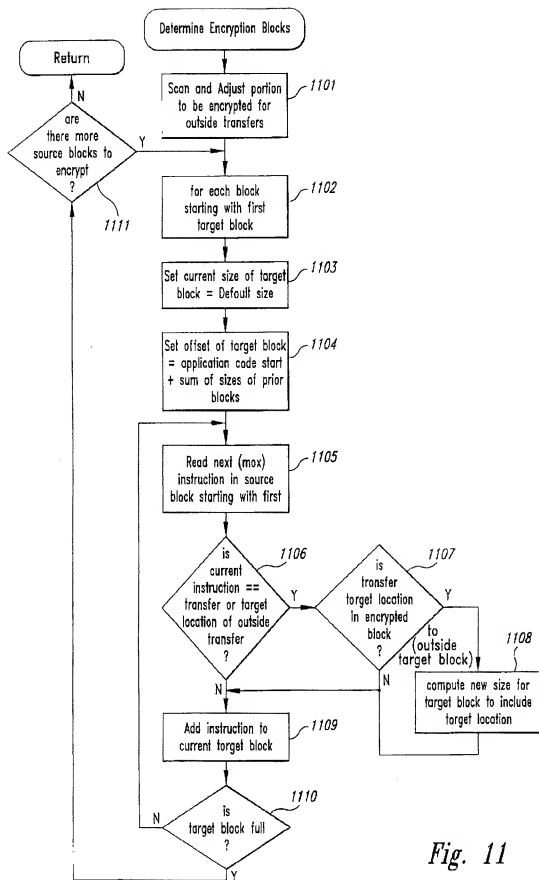 Determine Encryption Blocks
Return
Scan and Adjust portion
to be encrypted for
outside transfers
1101
N
are
there more
source blocks to
encrypt
?
Y
1111
for each block
starting with first
target block
1102
Set current size of target
block = Defoult size
1103
Set offset of target block
= application code start
+ sum of sizes of prior
blocks
1104
Read next (mox)
instruction in source
block starting with first
1105
is
current
instruction ==
transfer or target
location of outside
transfer
?
1106
Y
N
is
transfer
target location
in encrypted
block
?
1107
Y
N
to
(outside
target block)
compute new size for
target block to include
target location
1108
Add instruction to
current torget block
1109
is
target block full
?
1110
N
Y
Fig. 11